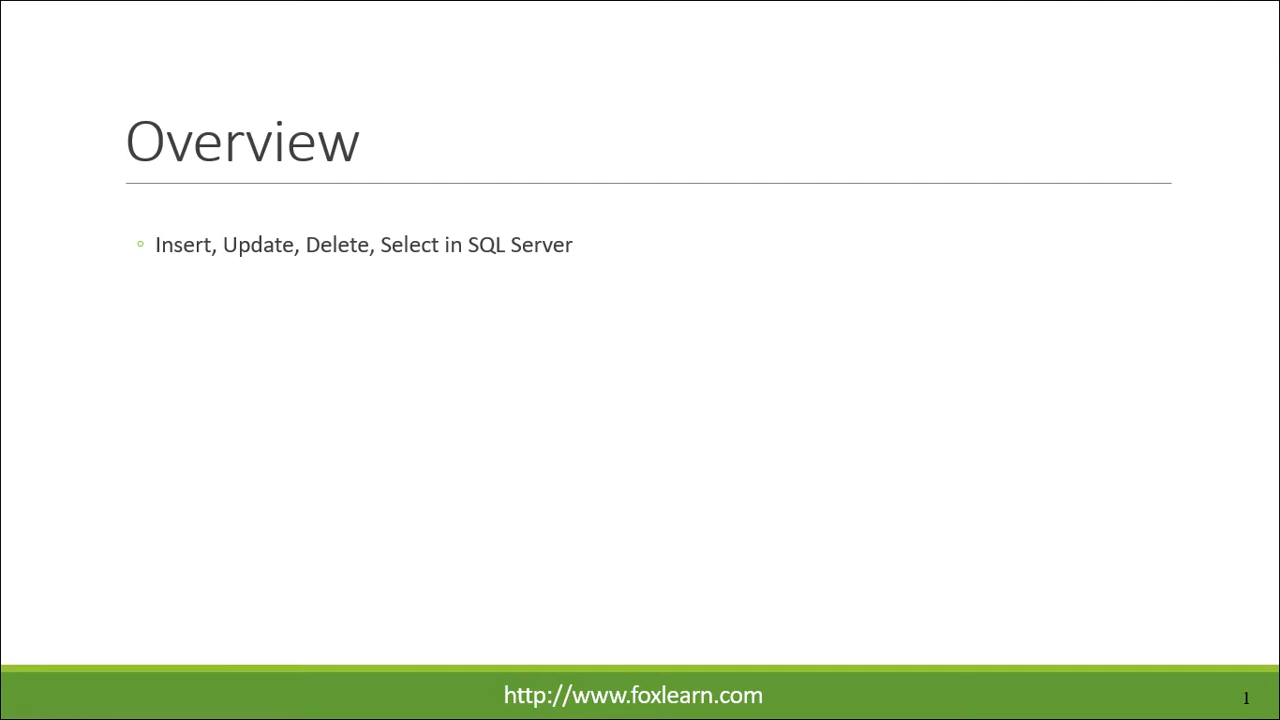 Overview
Insert, Update, Delete, Select in SQL Server
http://www.foxlearn.com
1